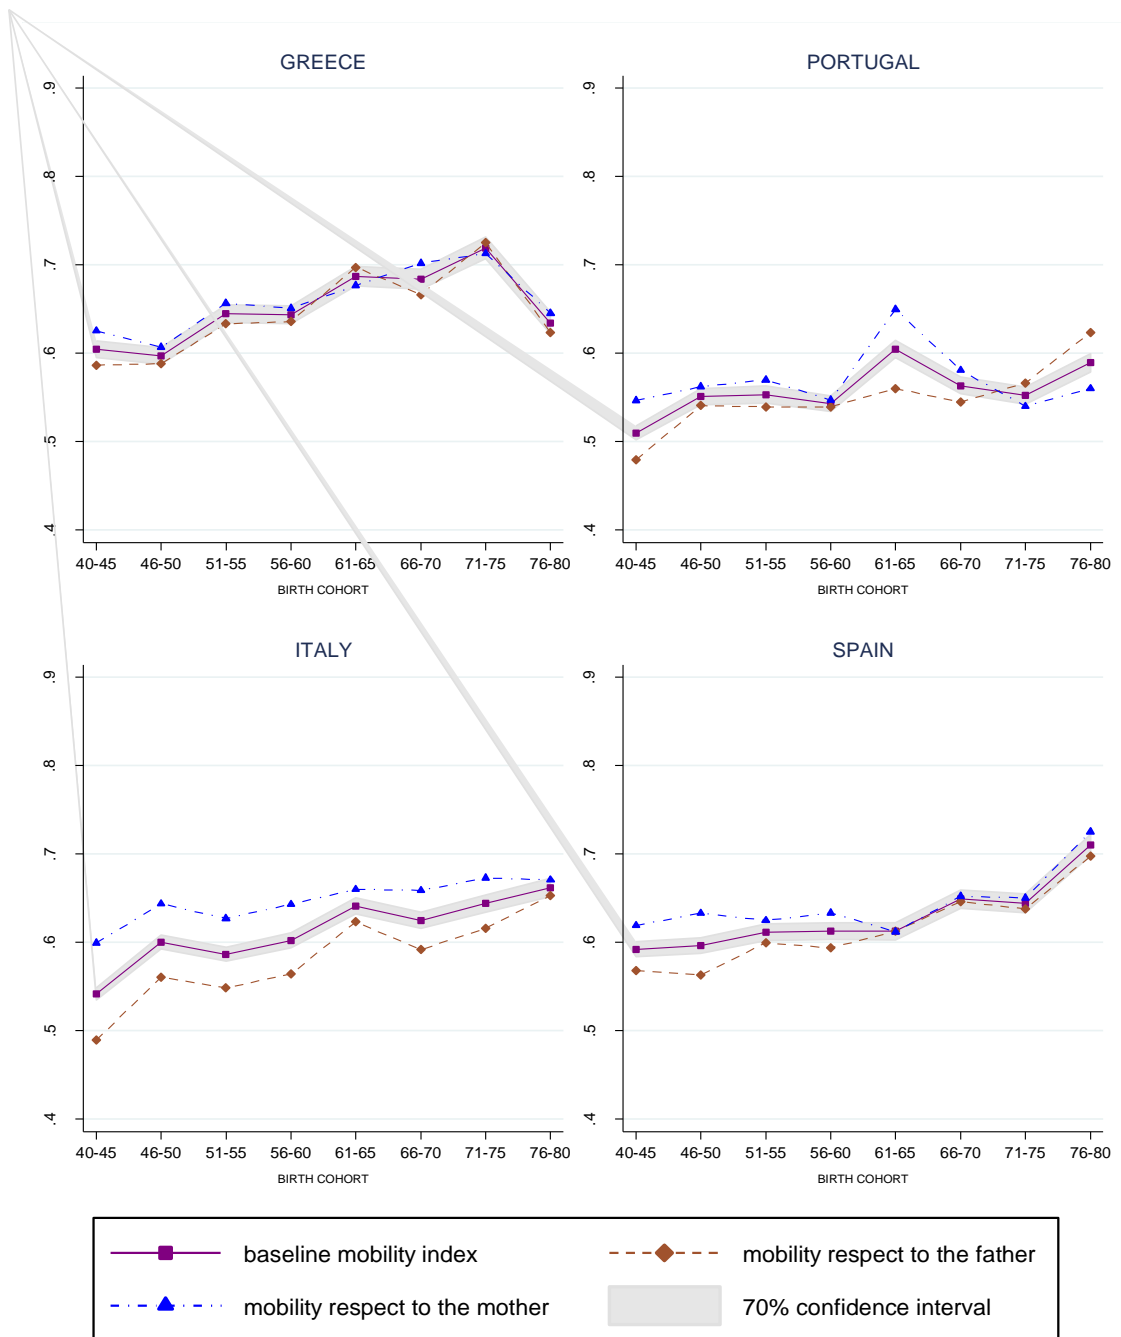 GREECE
.9
.8
.7
.6
.5
.4
40-45 46-50 51-55 56-60 61-65 66-70 71-75 76-80
BIRTH COHORT
PORTUGAL
.9
.8
.7
.6
.5
.4
40-45 46-50 51-55 56-60 61-65 66-70 71-75 76-80
BIRTH COHORT
ITALY
.9
.8
.7
.6
.5
.4
40-45 46-50 51-55 56-60 61-65 66-70 71-75 76-80
BIRTH COHORT
SPAIN
.9
.8
.7
.6
.5
.4
40-45 46-50 51-55 56-60 61-65 66-70 71-75 76-80
BIRTH COHORT
baseline mobility index
mobility respect to the father
mobility respect to the mother
70% confidence interval